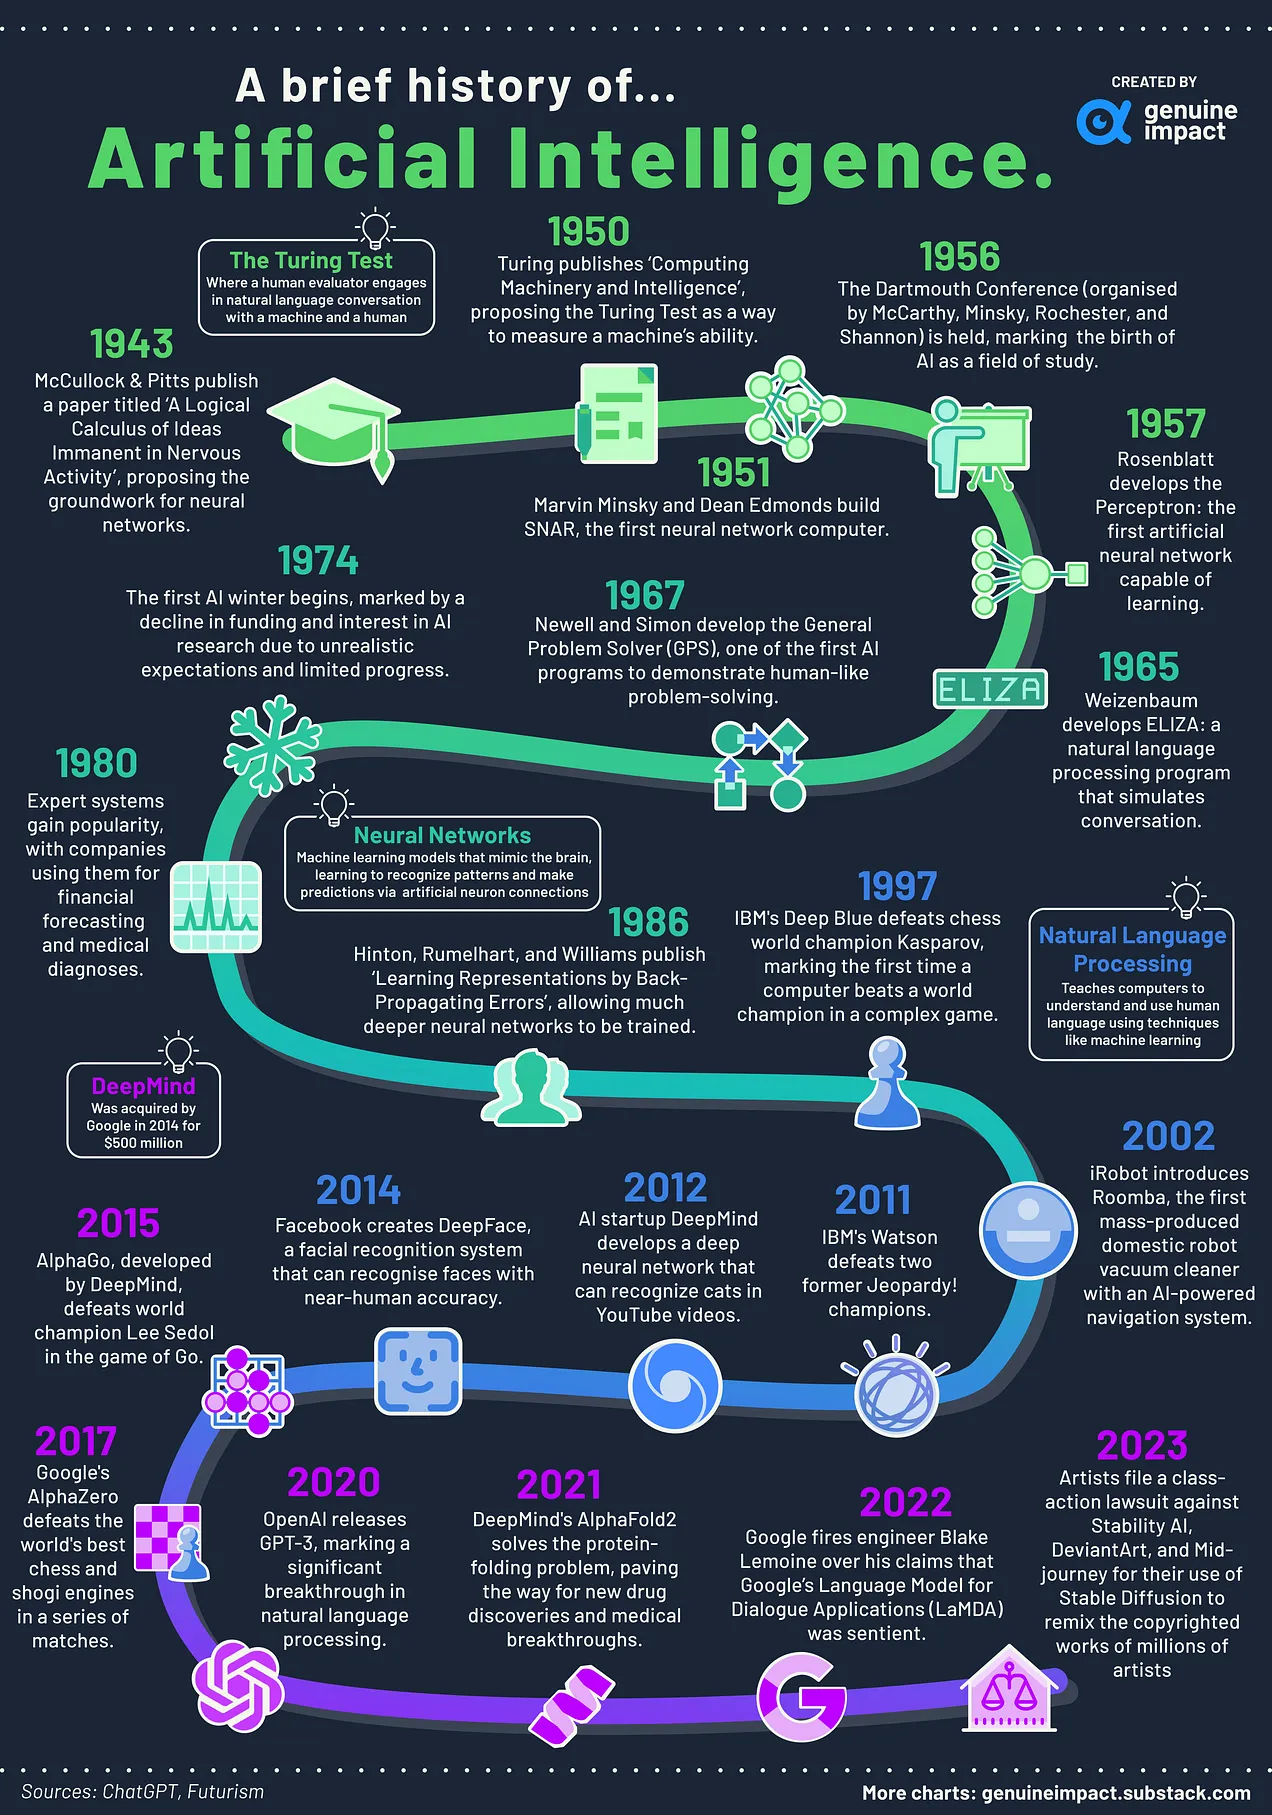 A brief history of...
Artificial Intelligence.
CREATED BY
genuine
impact
The Turing Test
Where a human evaluator engages
in natural language conversation
with a machine and a human
1943
McCullock & Pitts publish
a paper titled ‘A Logical
Calculus of Ideas
Immanent in Nervous
Activity’, proposing the
groundwork for neural
networks.
1950
Turing publishes ‘Computing
Machinery and Intelligence’,
proposing the Turing Test as a way
to measure a machine’s ability.
1951
Marvin Minsky and Dean Edmonds build
SNAR, the first neural network computer.
1956
The Dartmouth Conference (organised
by McCarthy, Minsky, Rochester, and
Shannon) is held, marking the birth of
AI as a field of study.
1957
Rosenblatt
develops the
Perceptron: the
first artificial
neural network
capable of
learning.
ELIZA
1965
Weizenbaum
develops ELIZA: a
natural language
processing program
that simulates
conversation.
1967
Newell and Simon develop the General
Problem Solver (GPS), one of the first AI
programs to demonstrate human-like
problem-solving.
1974
The first AI winter begins, marked by a
decline in funding and interest in AI
research due to unrealistic
expectations and limited progress.
1980
Expert systems
gain popularity,
with companies
using them for
financial
forecasting
and medical
diagnoses.
Neural Networks
Machine learning models that mimic the brain,
learning to recognize patterns and make
predictions via artificial neuron connections
1986
Hinton, Rumelhart, and Williams publish
‘Learning Representations by Back-
Propagating Errors’, allowing much
deeper neural networks to be trained.
1997
IBM's Deep Blue defeats chess
world champion Kasparov,
marking the first time a
computer beats a world
champion in a complex game.
Natural Language
Processing
Teaches computers to
understand and use human
language using techniques
like machine learning
2002
iRobot introduces
Roomba, the first
mass-produced
domestic robot
vacuum cleaner
with an AI-powered
navigation system.
2011
IBM's Watson
defeats two
former Jeopardy!
champions.
2012
AI startup DeepMind
develops a deep
neural network that
can recognize cats in
YouTube videos.
2014
Facebook creates DeepFace,
a facial recognition system
that can recognise faces with
near-human accuracy.
DeepMind
Was acquired by
Google in 2014 for
$500 million
2015
AlphaGo, developed
by DeepMind,
defeats world
champion Lee Sedol
in the game of Go.
2017
Google's
AlphaZero
defeats the
world's best
chess and
shogi engines
in a series of
matches.
2020
OpenAI releases
GPT-3, marking a
significant
breakthrough in
natural language
processing.
2021
DeepMind's AlphaFold2
solves the protein-
folding problem, paving
the way for new drug
discoveries and medical
breakthroughs.
2022
Google fires engineer Blake
Lemoine over his claims that
Google’s Language Model for
Dialogue Applications (LaMDA)
was sentient.
2023
Artists file a class-
action lawsuit against
Stability AI,
DeviantArt, and Mid-
journey for their use of
Stable Diffusion to
remix the copyrighted
works of millions of
artists
Sources: ChatGPT, Futurism
More charts: genuineimpact.substack.com